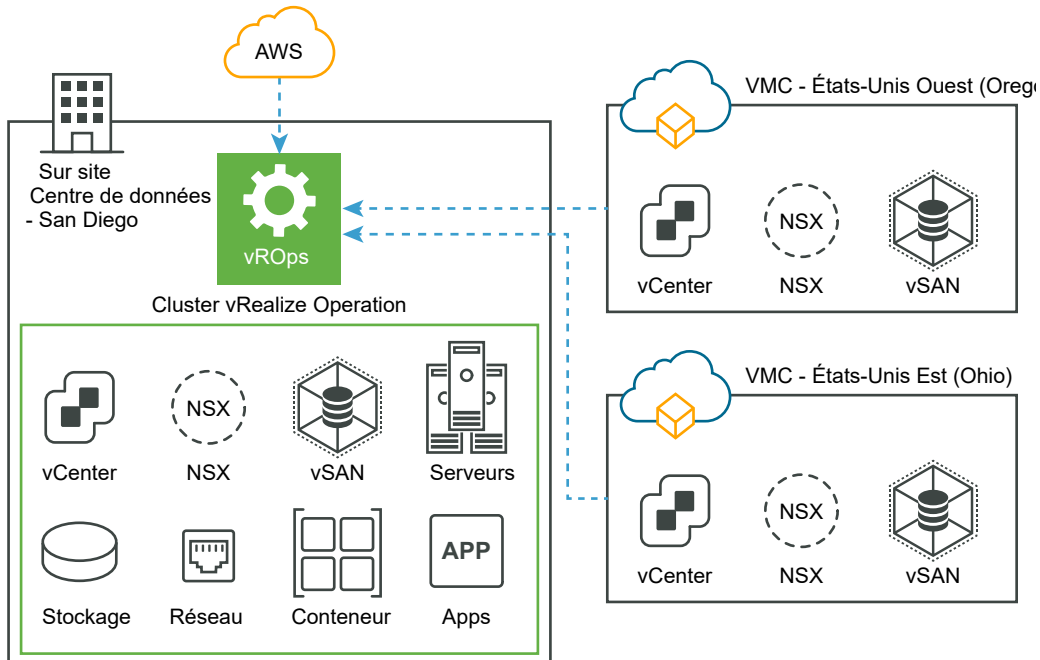 AWS
Sur site
Centre de données
- San Diego
vROps
Cluster vRealize Operation
vCenter
NSX
NSX
vSAN
Serveurs
Stockage
Réseau
Conteneur
APP
Apps
VMC - États-Unis Ouest (Orego
vCenter
NSX
NSX
vSAN
VMC - États-Unis Est (Ohio)
vCenter
NSX
NSX
vSAN